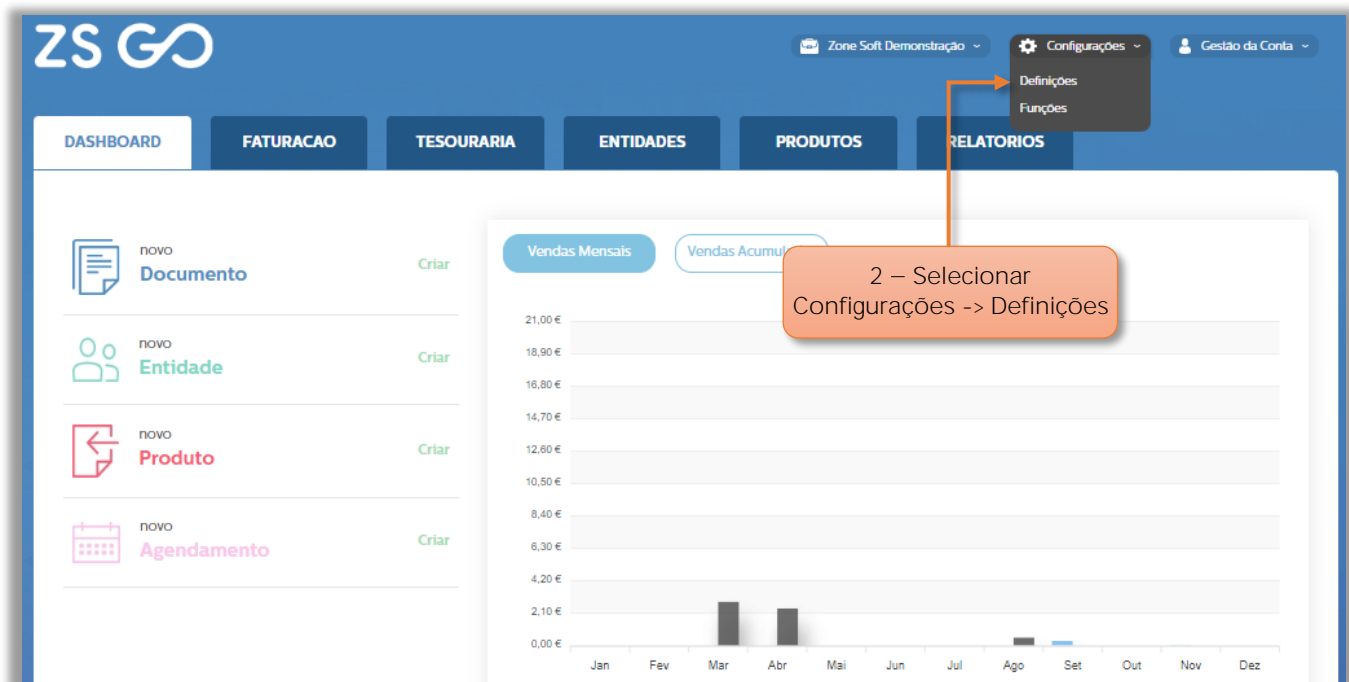 ZS GO
Zone Soft Demonstração
Configurações
Gestão da Conta
Definições
Funções
DASHBOARD
FATURACAO
TESOURARIA
ENTIDADES
PRODUTOS
RELATORIOS
novo
Documento
Criar
novo
Entidade
Criar
novo
Produto
Criar
novo
Agendamento
Criar
Vendas Mensais
Vendas
2 – Selecionar
Configurações -> Definições
21,00 €
18,90 €
16,80 €
14,70 €
12,60 €
10,50 €
8,40 €
6,30 €
4,20 €
2,10 €
0,00 €
Jan Fev Mar Abr Mai Jun Jul Ago Set Out Nov Dez